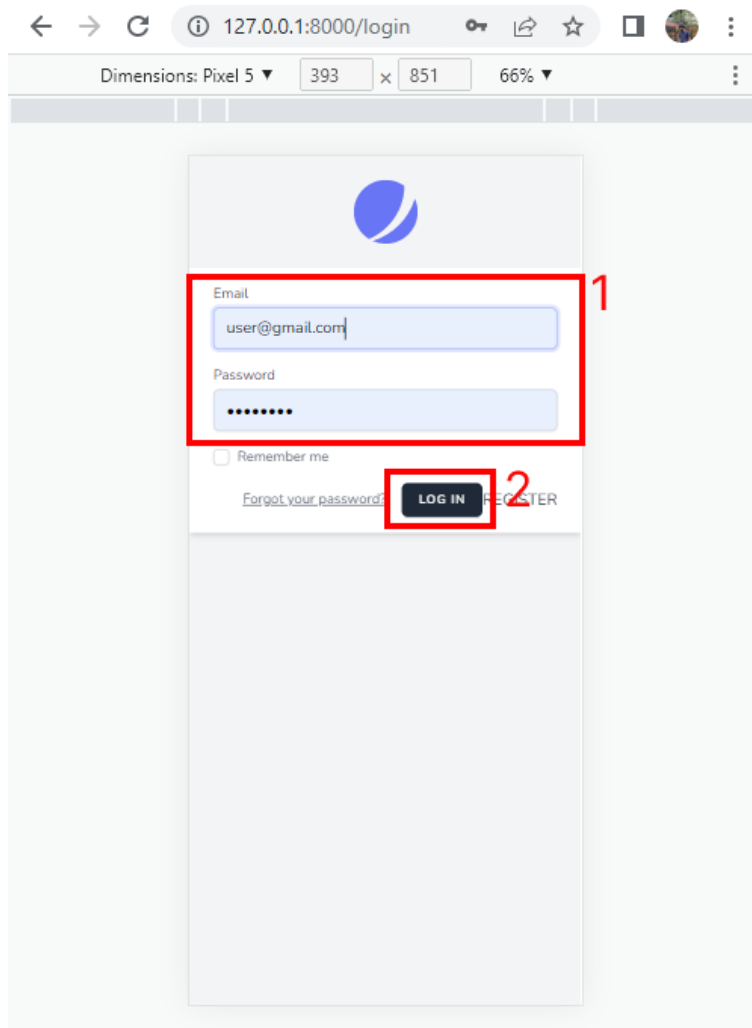 127.0.0.1:8000/login
Dimensions: Pixel 5 ▼ 393 × 851 66% ▼
1
Email
user@gmail.com
Password
••••••••
Remember me
Forgot your password? LOG IN 2 REGISTER